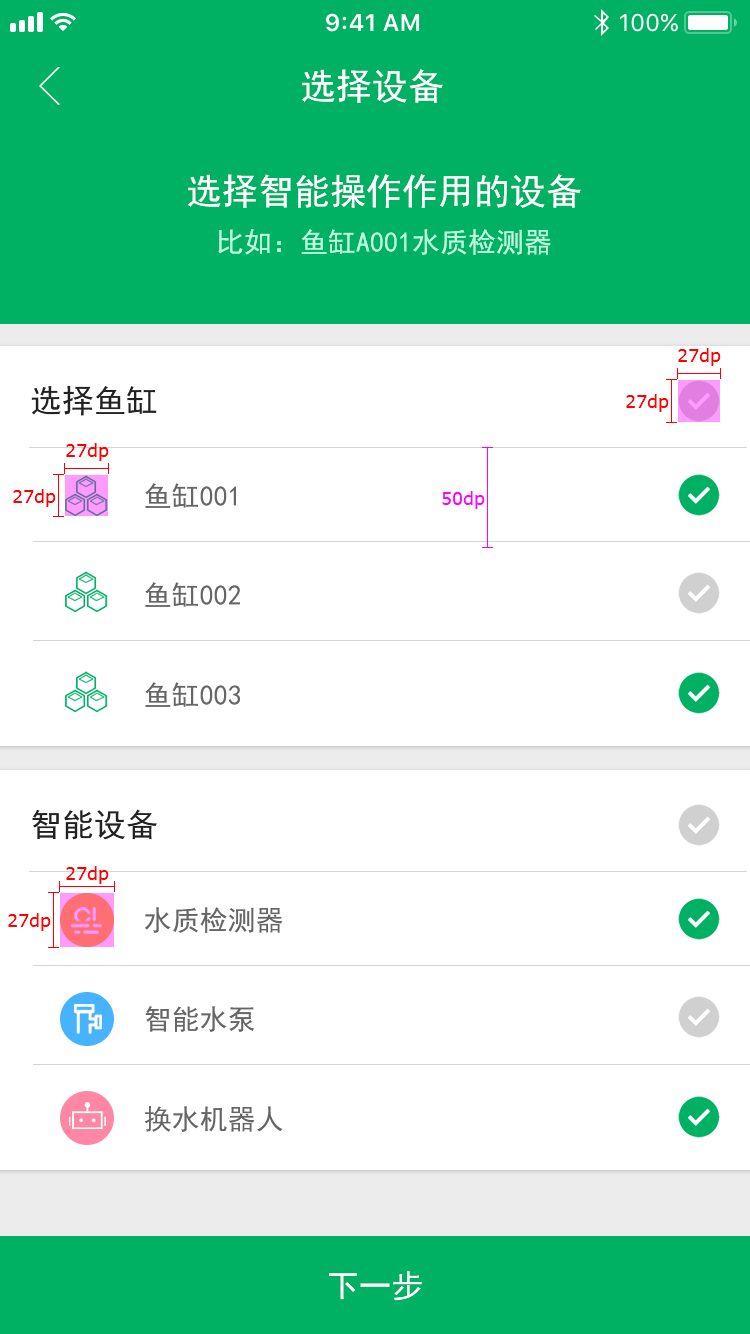 9:41 AM 100%
选择设备
选择智能操作作用的设备
比如：鱼缸A001水质检测器
27dp
选择鱼缸
27dp
27dp
27dp
鱼缸001
50dp
鱼缸002
鱼缸003
智能设备
27dp
27dp
水质检测器
智能水泵
换水机器人
下一步